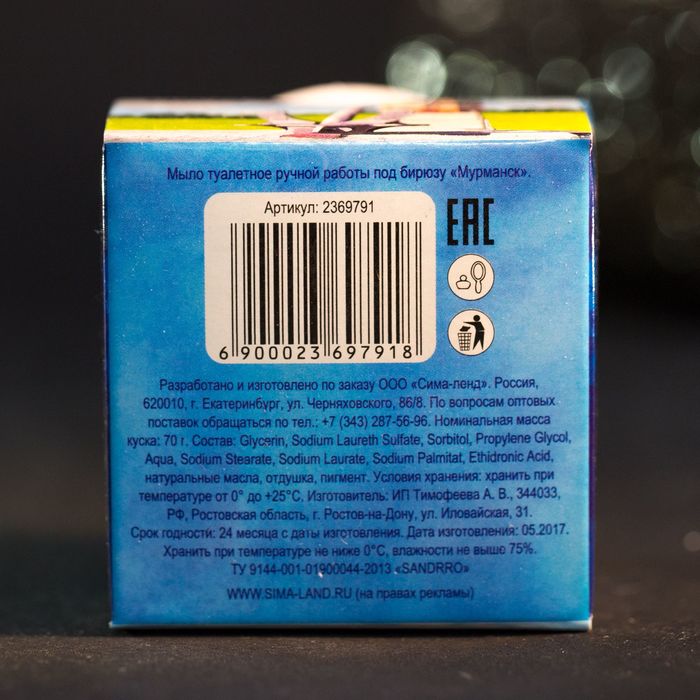 Мыло туалетное ручной работы под бирюзу «Мурманск».
Артикул: 2369791
EAC
6 900023 697918
Разработано и изготовлено по заказу ООО «Сима-ленд». Россия,
620010, г. Екатеринбург, ул. Черняховского, 86/8. По вопросам оптовых
поставок обращаться по тел.: +7 (343) 287-56-96. Номинальная масса
куска: 70 г. Состав: Glycerin, Sodium Laureth Sulfate, Sorbitol, Propylene Glycol,
Aqua, Sodium Stearate, Sodium Laurate, Sodium Palmitat, Ethidronic Acid,
натуральные масла, отдушка, пигмент. Условия хранения: хранить при
температуре от 0° до +25°С. Изготовитель: ИП Тимофеева А. В., 344033,
РФ, Ростовская область, г. Ростов-на-Дону, ул. Иловайская, 31.
Срок годности: 24 месяца с даты изготовления. Дата изготовления: 05.2017.
Хранить при температуре не ниже 0°С, влажности не выше 75%.
ТУ 9144-001-01900044-2013 «SANDRRO»
WWW.SIMA-LAND.RU (на правах рекламы)